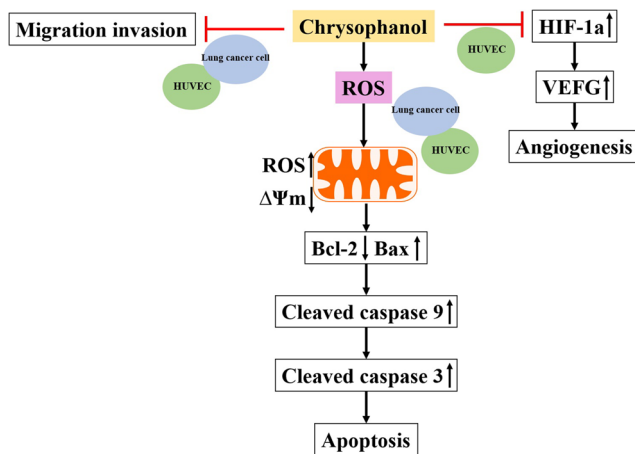 Migration invasion
Chrysophanol
HIF-1a
Lung cancer cell
HUVEC
HUVEC
ROS
VEFG
Lung cancer cell
HUVEC
Angiogenesis
ROS
ΔΨm
Bcl-2 Bax
Cleaved caspase 9
Cleaved caspase 3
Apoptosis